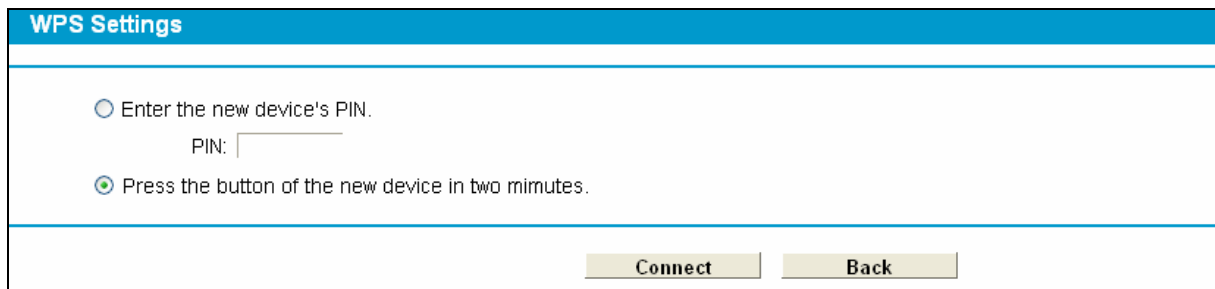 WPS Settings
Enter the new device's PIN.
PIN:
Press the button of the new device in two mimutes.
Connect Back